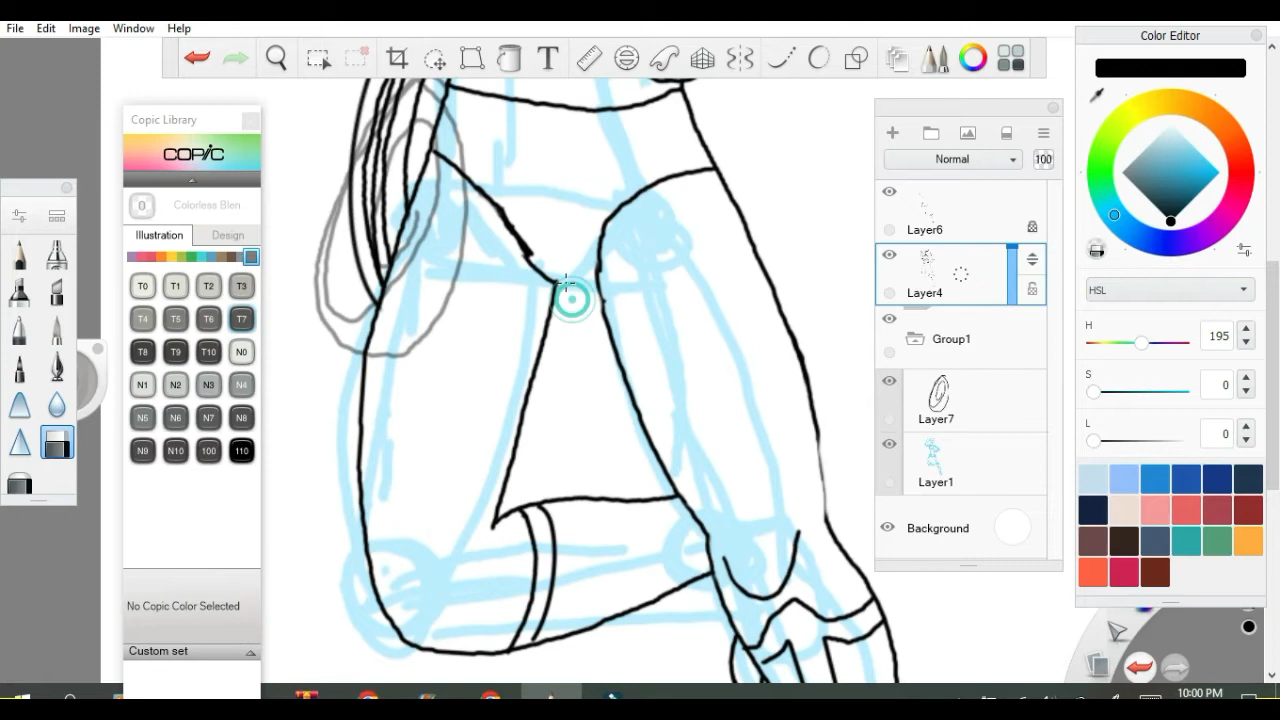 File Edit Image Window Help
T
Copic Library
COPIC
0 Colorless Blen
Illustration Design
T0 T1 T2 T3
T4 T5 T6 T7
T8 T9 T10 N0
N1 N2 N3 N4
N5 N6 N7 N8
N9 N10 100 110
No Copic Color Selected
Custom set
Normal 100
Layer6
Layer4
Group1
Layer7
Layer1
Background
Color Editor
HSL
H 195
S 0
L 0
10:00 PM